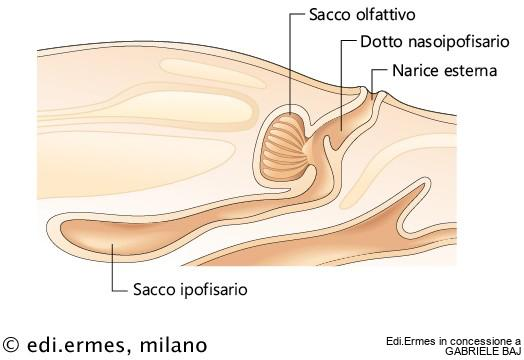 Sacco olfattivo
Dotto nasoipofisario
Narice esterna
Sacco ipofisario
© edi.ermes, milano
Edi.Ermes in concessione a
GABRIELE BAJ